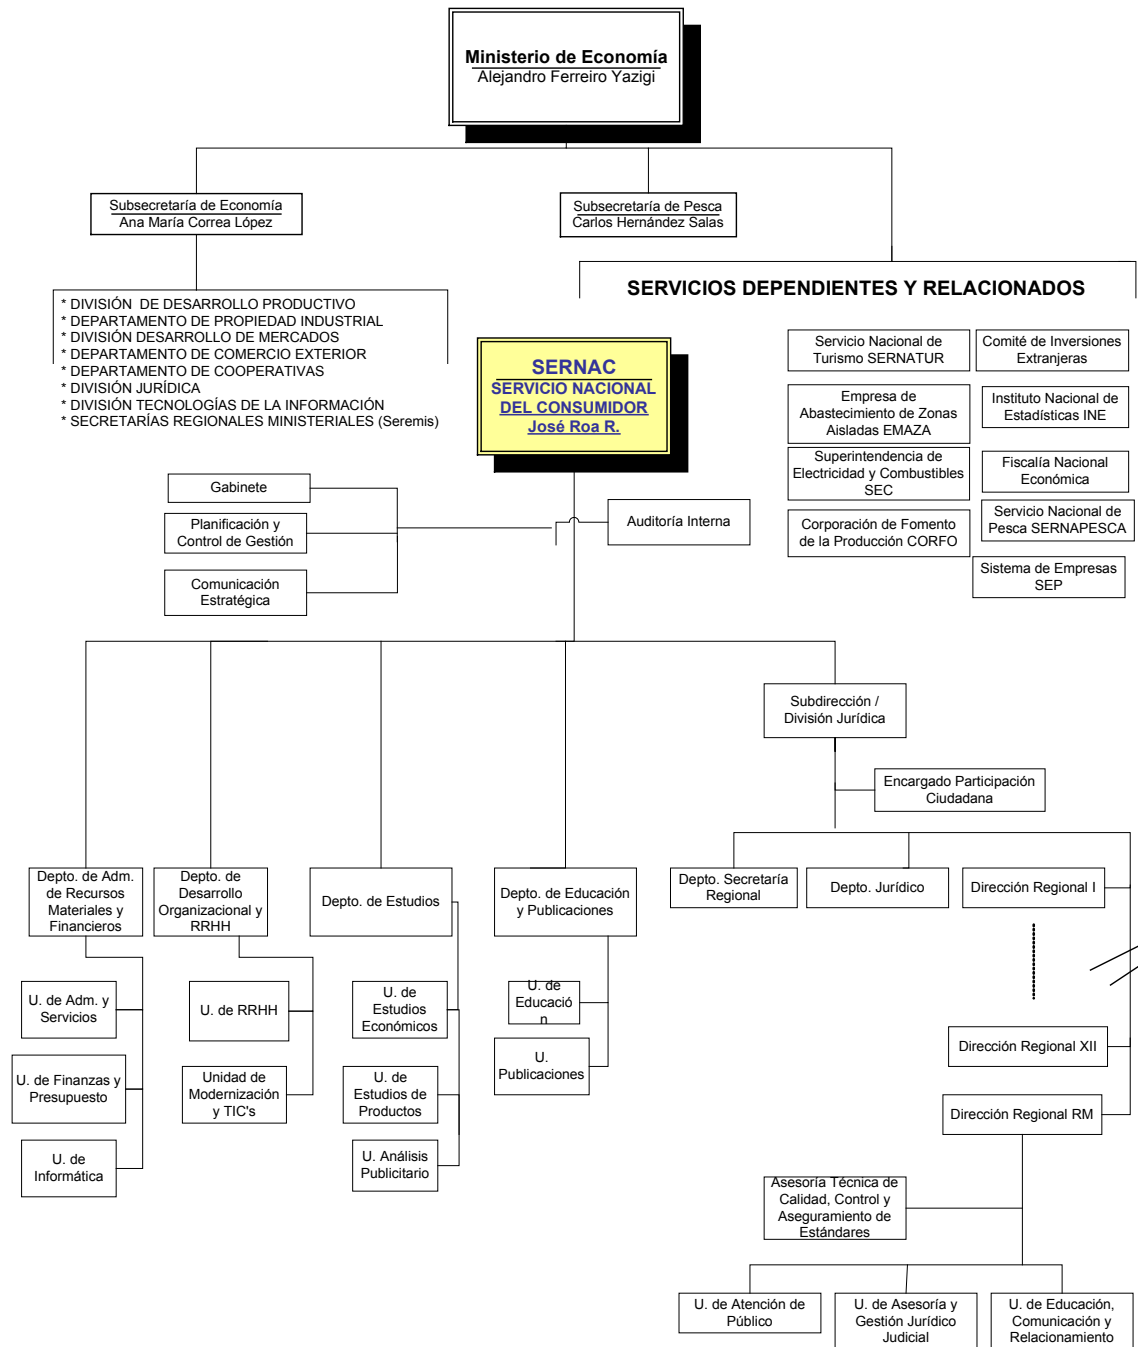 Ministerio de Economía
Alejandro Ferreiro Yazigi
Subsecretaría de Economía
Ana María Correa López
Subsecretaría de Pesca
Carlos Hernández Salas
SERVICIOS DEPENDIENTES Y RELACIONADOS
* DIVISIÓN DE DESARROLLO PRODUCTIVO
* DEPARTAMENTO DE PROPIEDAD INDUSTRIAL
* DIVISIÓN DESARROLLO DE MERCADOS
* DEPARTAMENTO DE COMERCIO EXTERIOR
* DEPARTAMENTO DE COOPERATIVAS
* DIVISIÓN JURÍDICA
* DIVISIÓN TECNOLOGÍAS DE LA INFORMACIÓN
* SECRETARÍAS REGIONALES MINISTERIALES (Seremis)
SERNAC
SERVICIO NACIONAL
DEL CONSUMIDOR
José Roa R.
Servicio Nacional de
Turismo SERNATUR
Comité de Inversiones
Extranjeras
Empresa de
Abastecimiento de Zonas
Aisladas EMAZA
Instituto Nacional de
Estadísticas INE
Superintendencia de
Electricidad y Combustibles
SEC
Fiscalía Nacional
Económica
Corporación de Fomento
de la Producción CORFO
Servicio Nacional de
Pesca SERNAPESCA
Sistema de Empresas
SEP
Gabinete
Planificación y
Control de Gestión
Comunicación
Estratégica
Auditoría Interna
Subdirección /
División Jurídica
Encargado Participación
Ciudadana
Depto. de Adm.
de Recursos
Materiales y
Financieros
Depto. de
Desarrollo
Organizacional y
RRHH
Depto. de Estudios
Depto. de Educación
y Publicaciones
Depto. Secretaría
Regional
Depto. Jurídico
Dirección Regional I
U. de Adm. y
Servicios
U. de RRHH
U. de
Estudios
Económicos
U. de
Educació
n
U. de Finanzas y
Presupuesto
Unidad de
Modernización
y TIC's
U. de
Estudios de
Productos
U.
Publicaciones
Dirección Regional XII
Dirección Regional RM
U. de
Informática
U. Análisis
Publicitario
Asesoría Técnica de
Calidad, Control y
Aseguramiento de
Estándares
U. de Atención de
Público
U. de Asesoría y
Gestión Jurídico
Judicial
U. de Educación,
Comunicación y
Relacionamiento